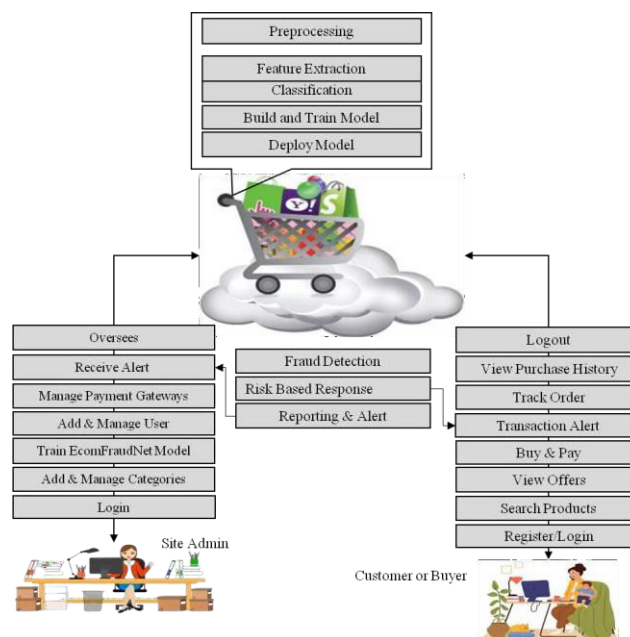 Preprocessing
Feature Extraction
Classification
Build and Train Model
Deploy Model
Y!
S
Oversees
Receive Alert
Manage Payment Gateways
Add & Manage User
Train EcomFraudNet Model
Add & Manage Categories
Login
Site Admin
Fraud Detection
Risk Based Response
Reporting & Alert
Logout
View Purchase History
Track Order
Transaction Alert
Buy & Pay
View Offers
Search Products
Register/Login
Customer or Buyer